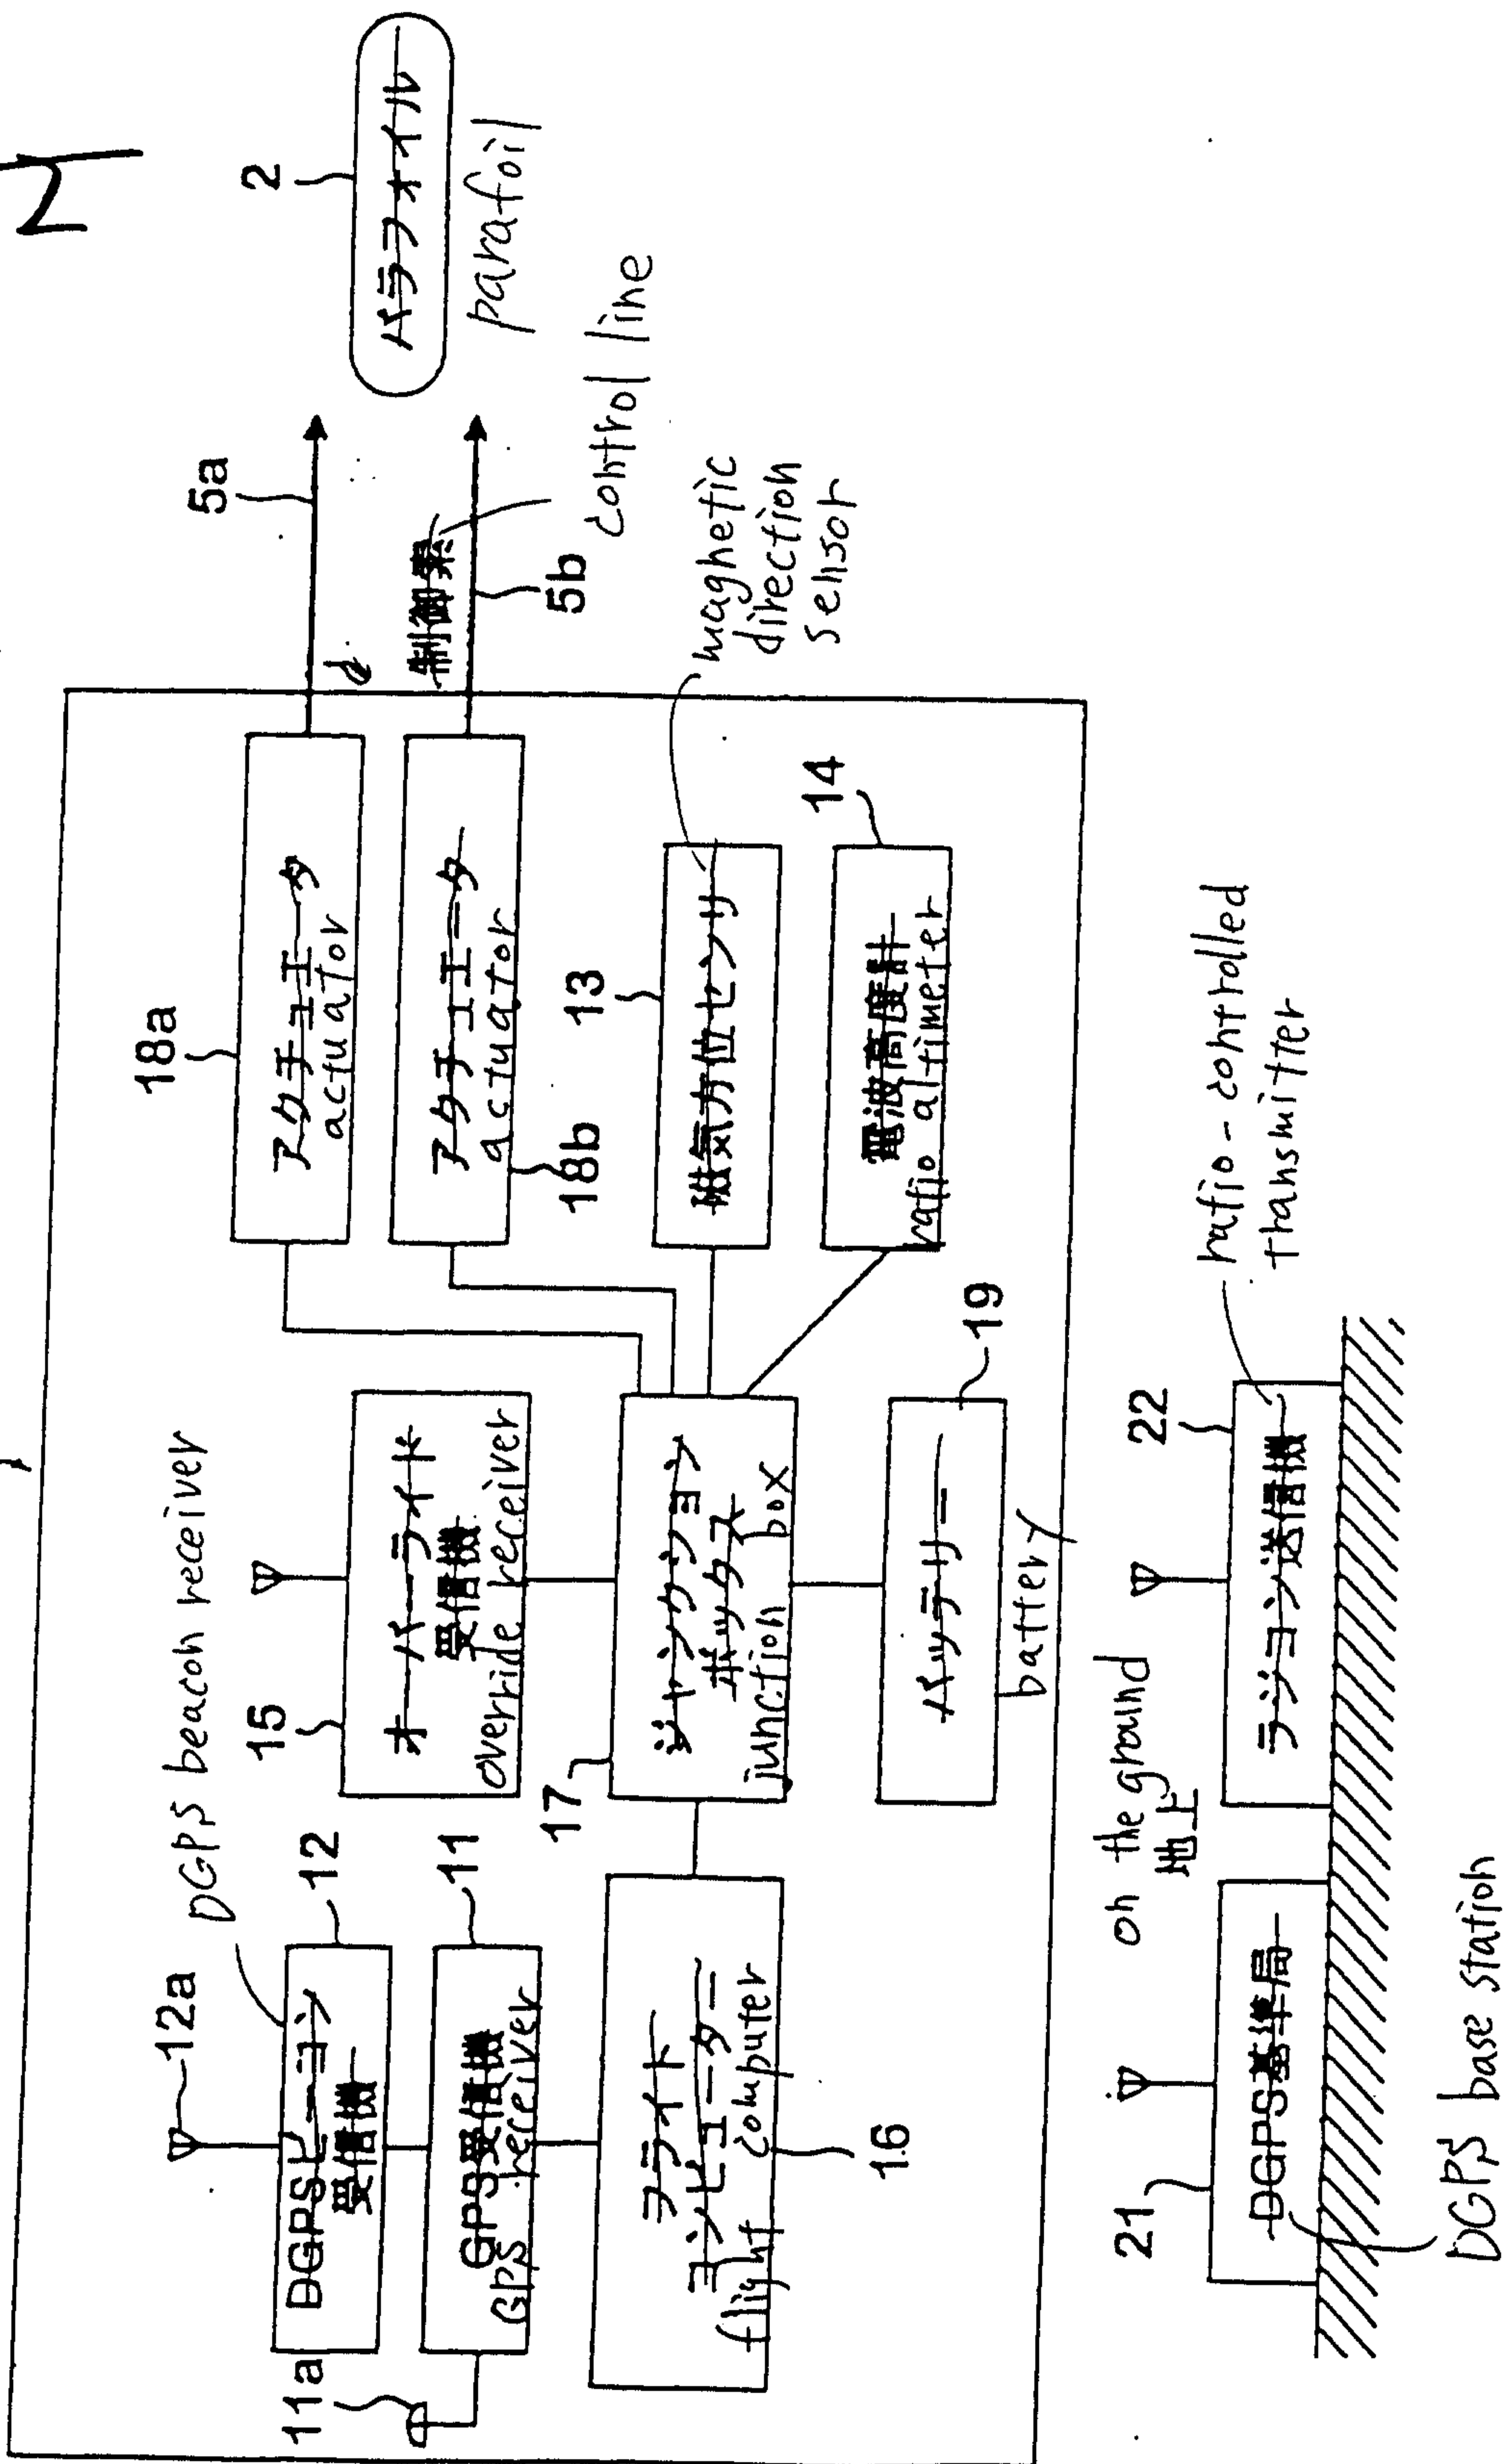 12a
DGPS beacon receiver
12
DGPSビーコン
受信機
11a
11
GPS受信機
GPS receiver
フライト
コンピューター
flight computer
16
15
オーバーライド
受信機
override receiver
17
ジャンクション
ボックス
junction box
バッテリー
battery
19
18a
アクチュエータ
actuator
アクチュエータ
actuator
18b
13
磁気方位センサ
magnetic
direction
sensor
14
電波高度計
ratio altimeter
5a
制御索
5b
control line
2
パラフォイル
parafoil
on the ground
地上
21
DGPS基準局
DGPS base station
22
ラジコン送信機
ratio-controlled
transmitter